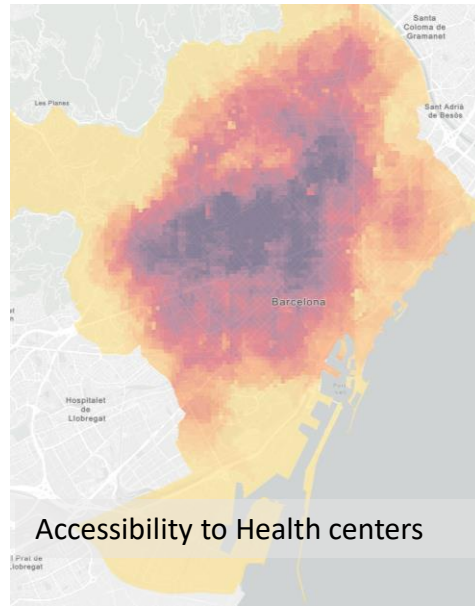 Santa
Coloma de
Gramanet
Les Planes
Sant Adrià
de Besòs
Barcelona
Hospitalet
de
Llobregat
Accessibility to Health centers
l Prat de
Llobregat